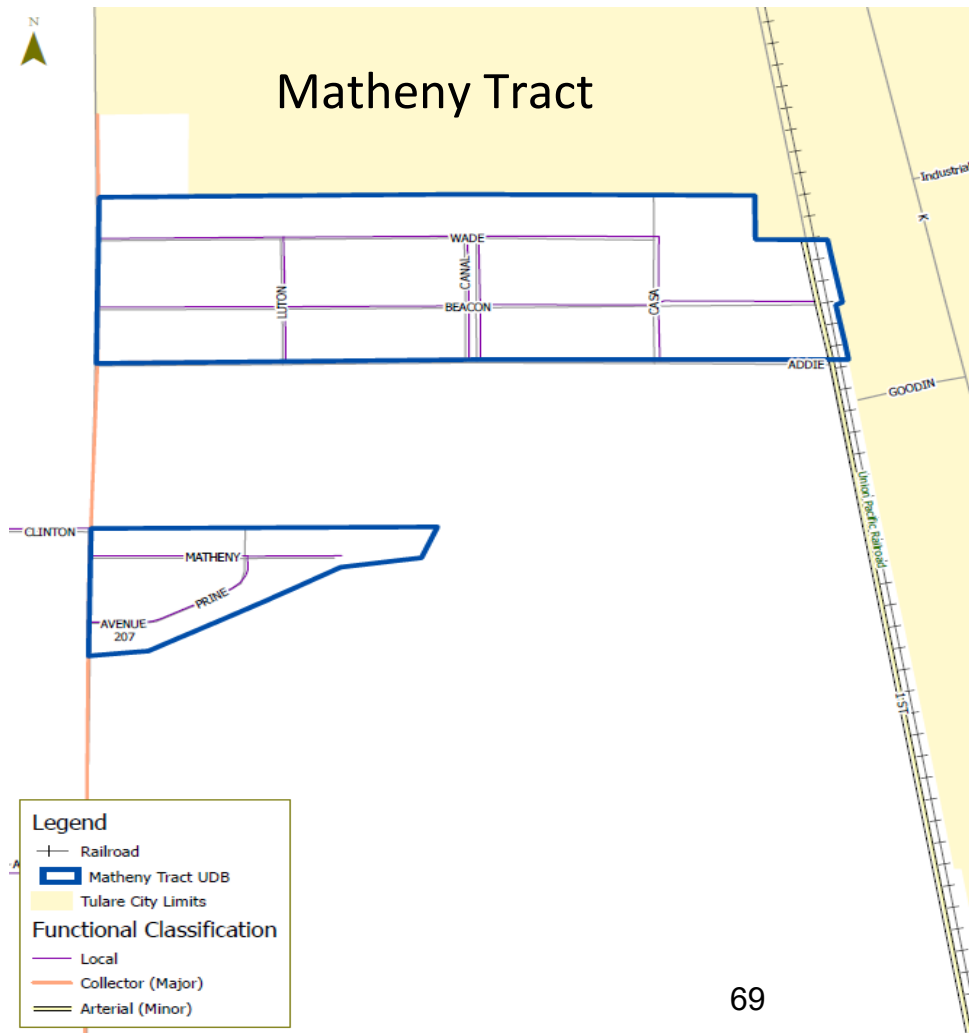 N
Matheny Tract
Industrial
K
WADE
CANAL
LUTON
BEACON
CASA
ADDIE
GOODIN
Union Pacific Railroad
CLINTON
MATHENY
PRINE
AVENUE
207
I ST
Legend
Railroad
A
Matheny Tract UDB
Tulare City Limits
Functional Classification
Local
Collector (Major)
Arterial (Minor)
69